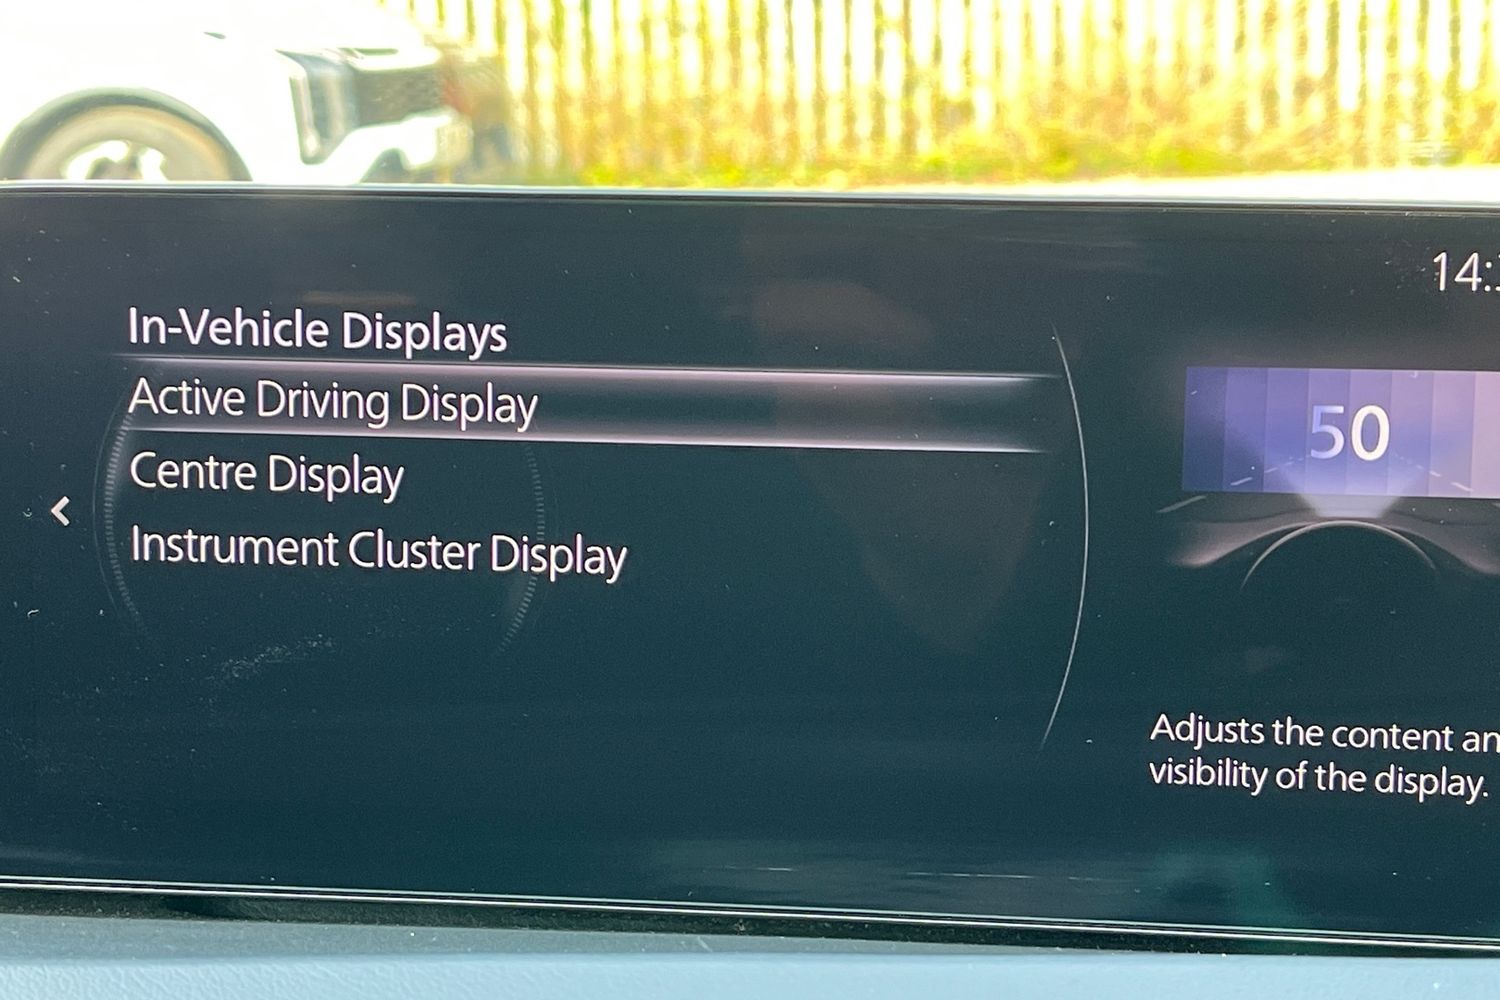 14:
In-Vehicle Displays
Active Driving Display
Centre Display
Instrument Cluster Display
50
Adjusts the content
visibility of the display.